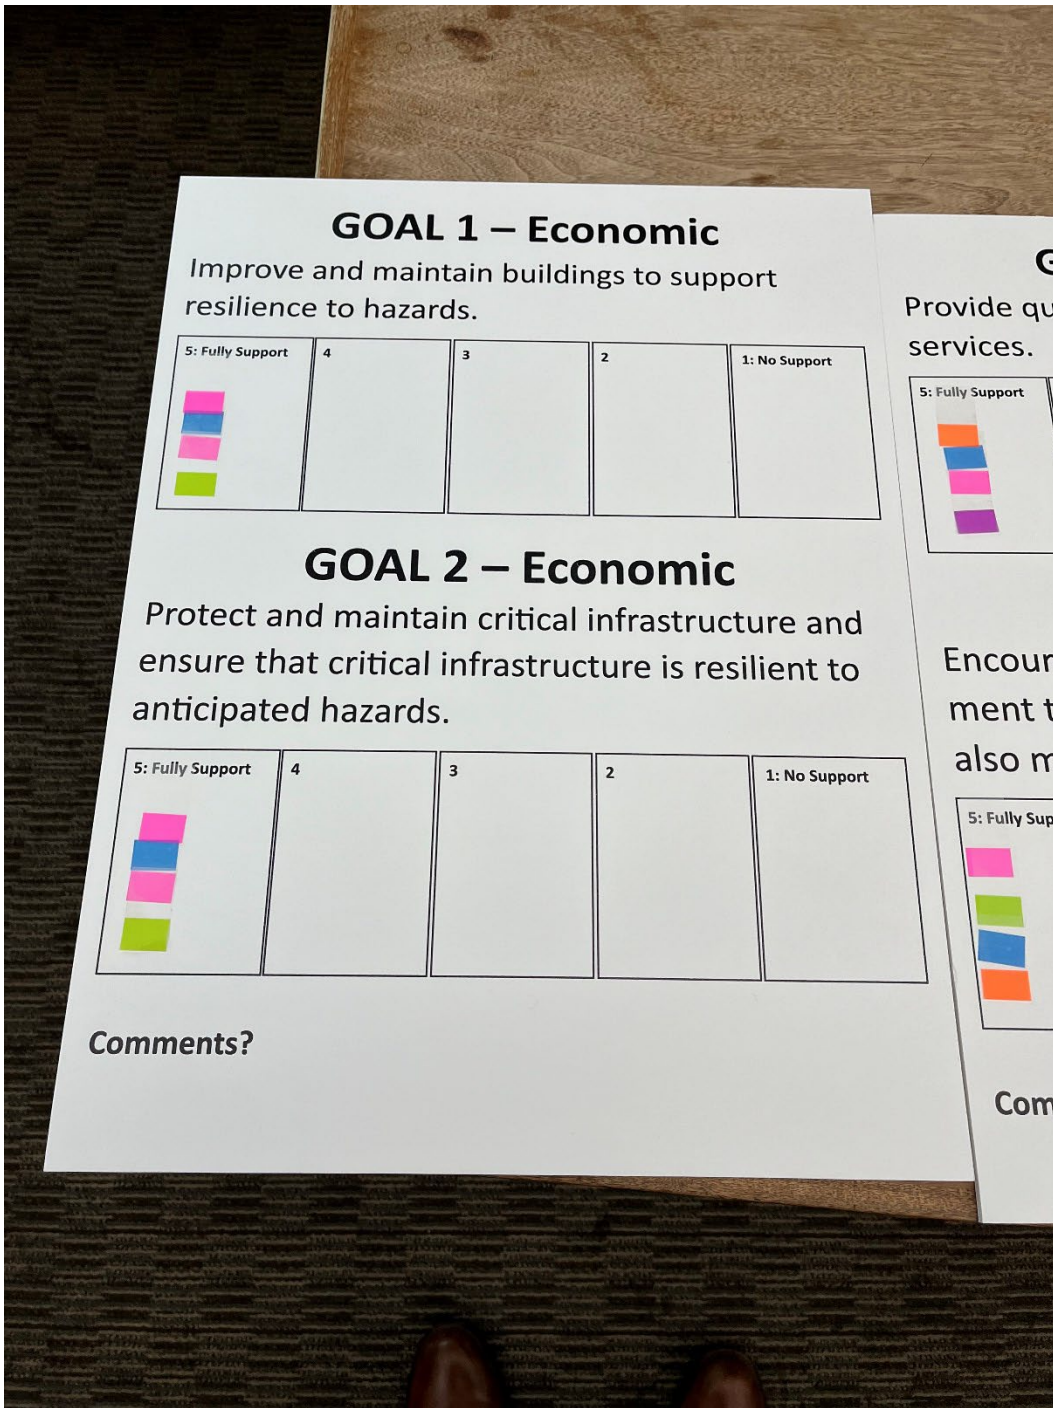 GOAL 1 – Economic
Improve and maintain buildings to support
resilience to hazards.
5: Fully Support
4
3
2
1: No Support
GOAL 2 – Economic
Protect and maintain critical infrastructure and
ensure that critical infrastructure is resilient to
anticipated hazards.
5: Fully Support
4
3
2
1: No Support
Comments?
G
Provide qu
services.
5: Fully Support
Encour
ment t
also m
5: Fully Sup
Com